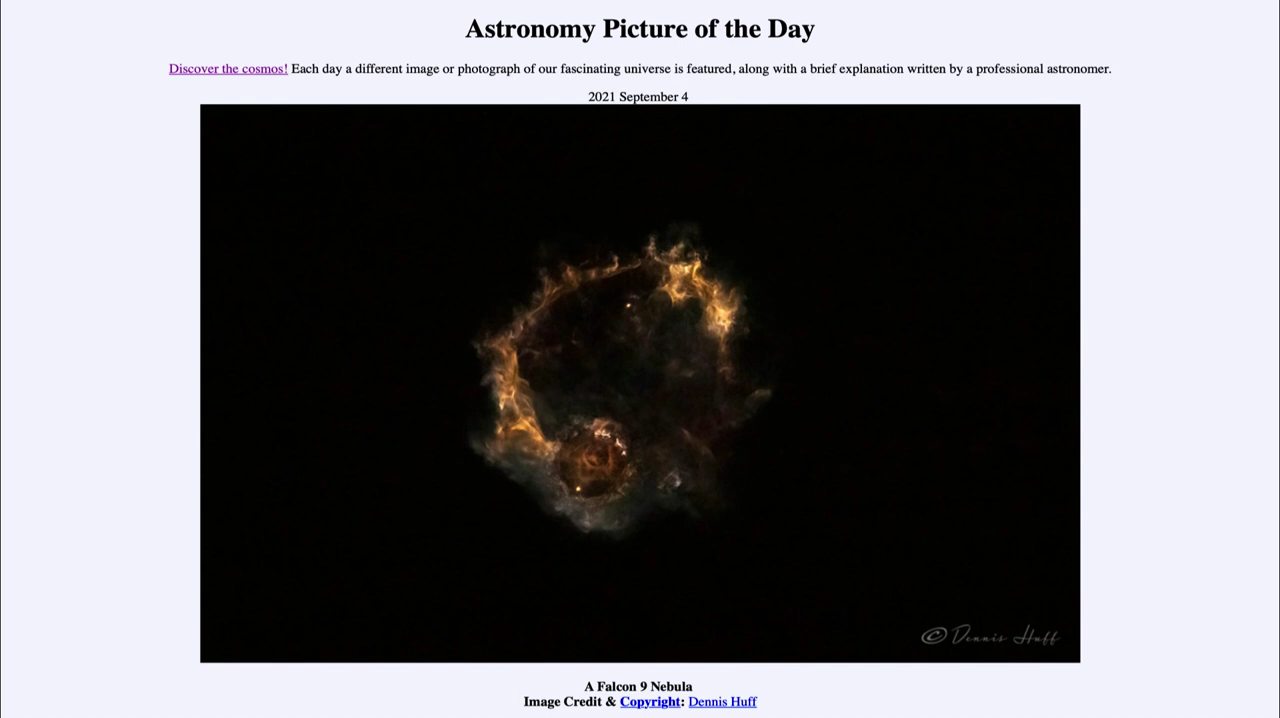 Astronomy Picture of the Day
Discover the cosmos! Each day a different image or photograph of our fascinating universe is featured, along with a brief explanation written by a professional astronomer.
2021 September 4
© Dennis Huff
A Falcon 9 Nebula
Image Credit & Copyright: Dennis Huff